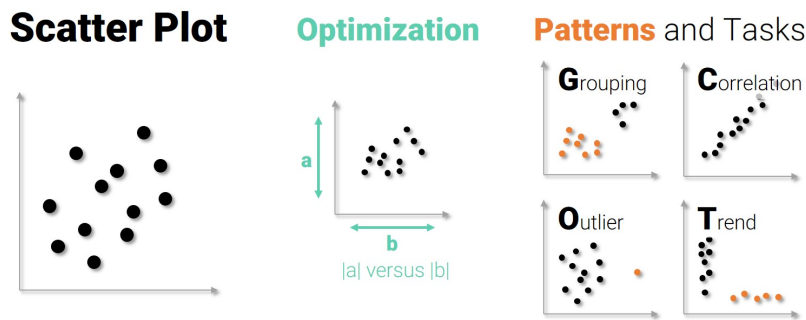 Scatter Plot
Optimization
a
b
|a| versus |b|
Patterns and Tasks
Grouping
Correlation
Outlier
Trend